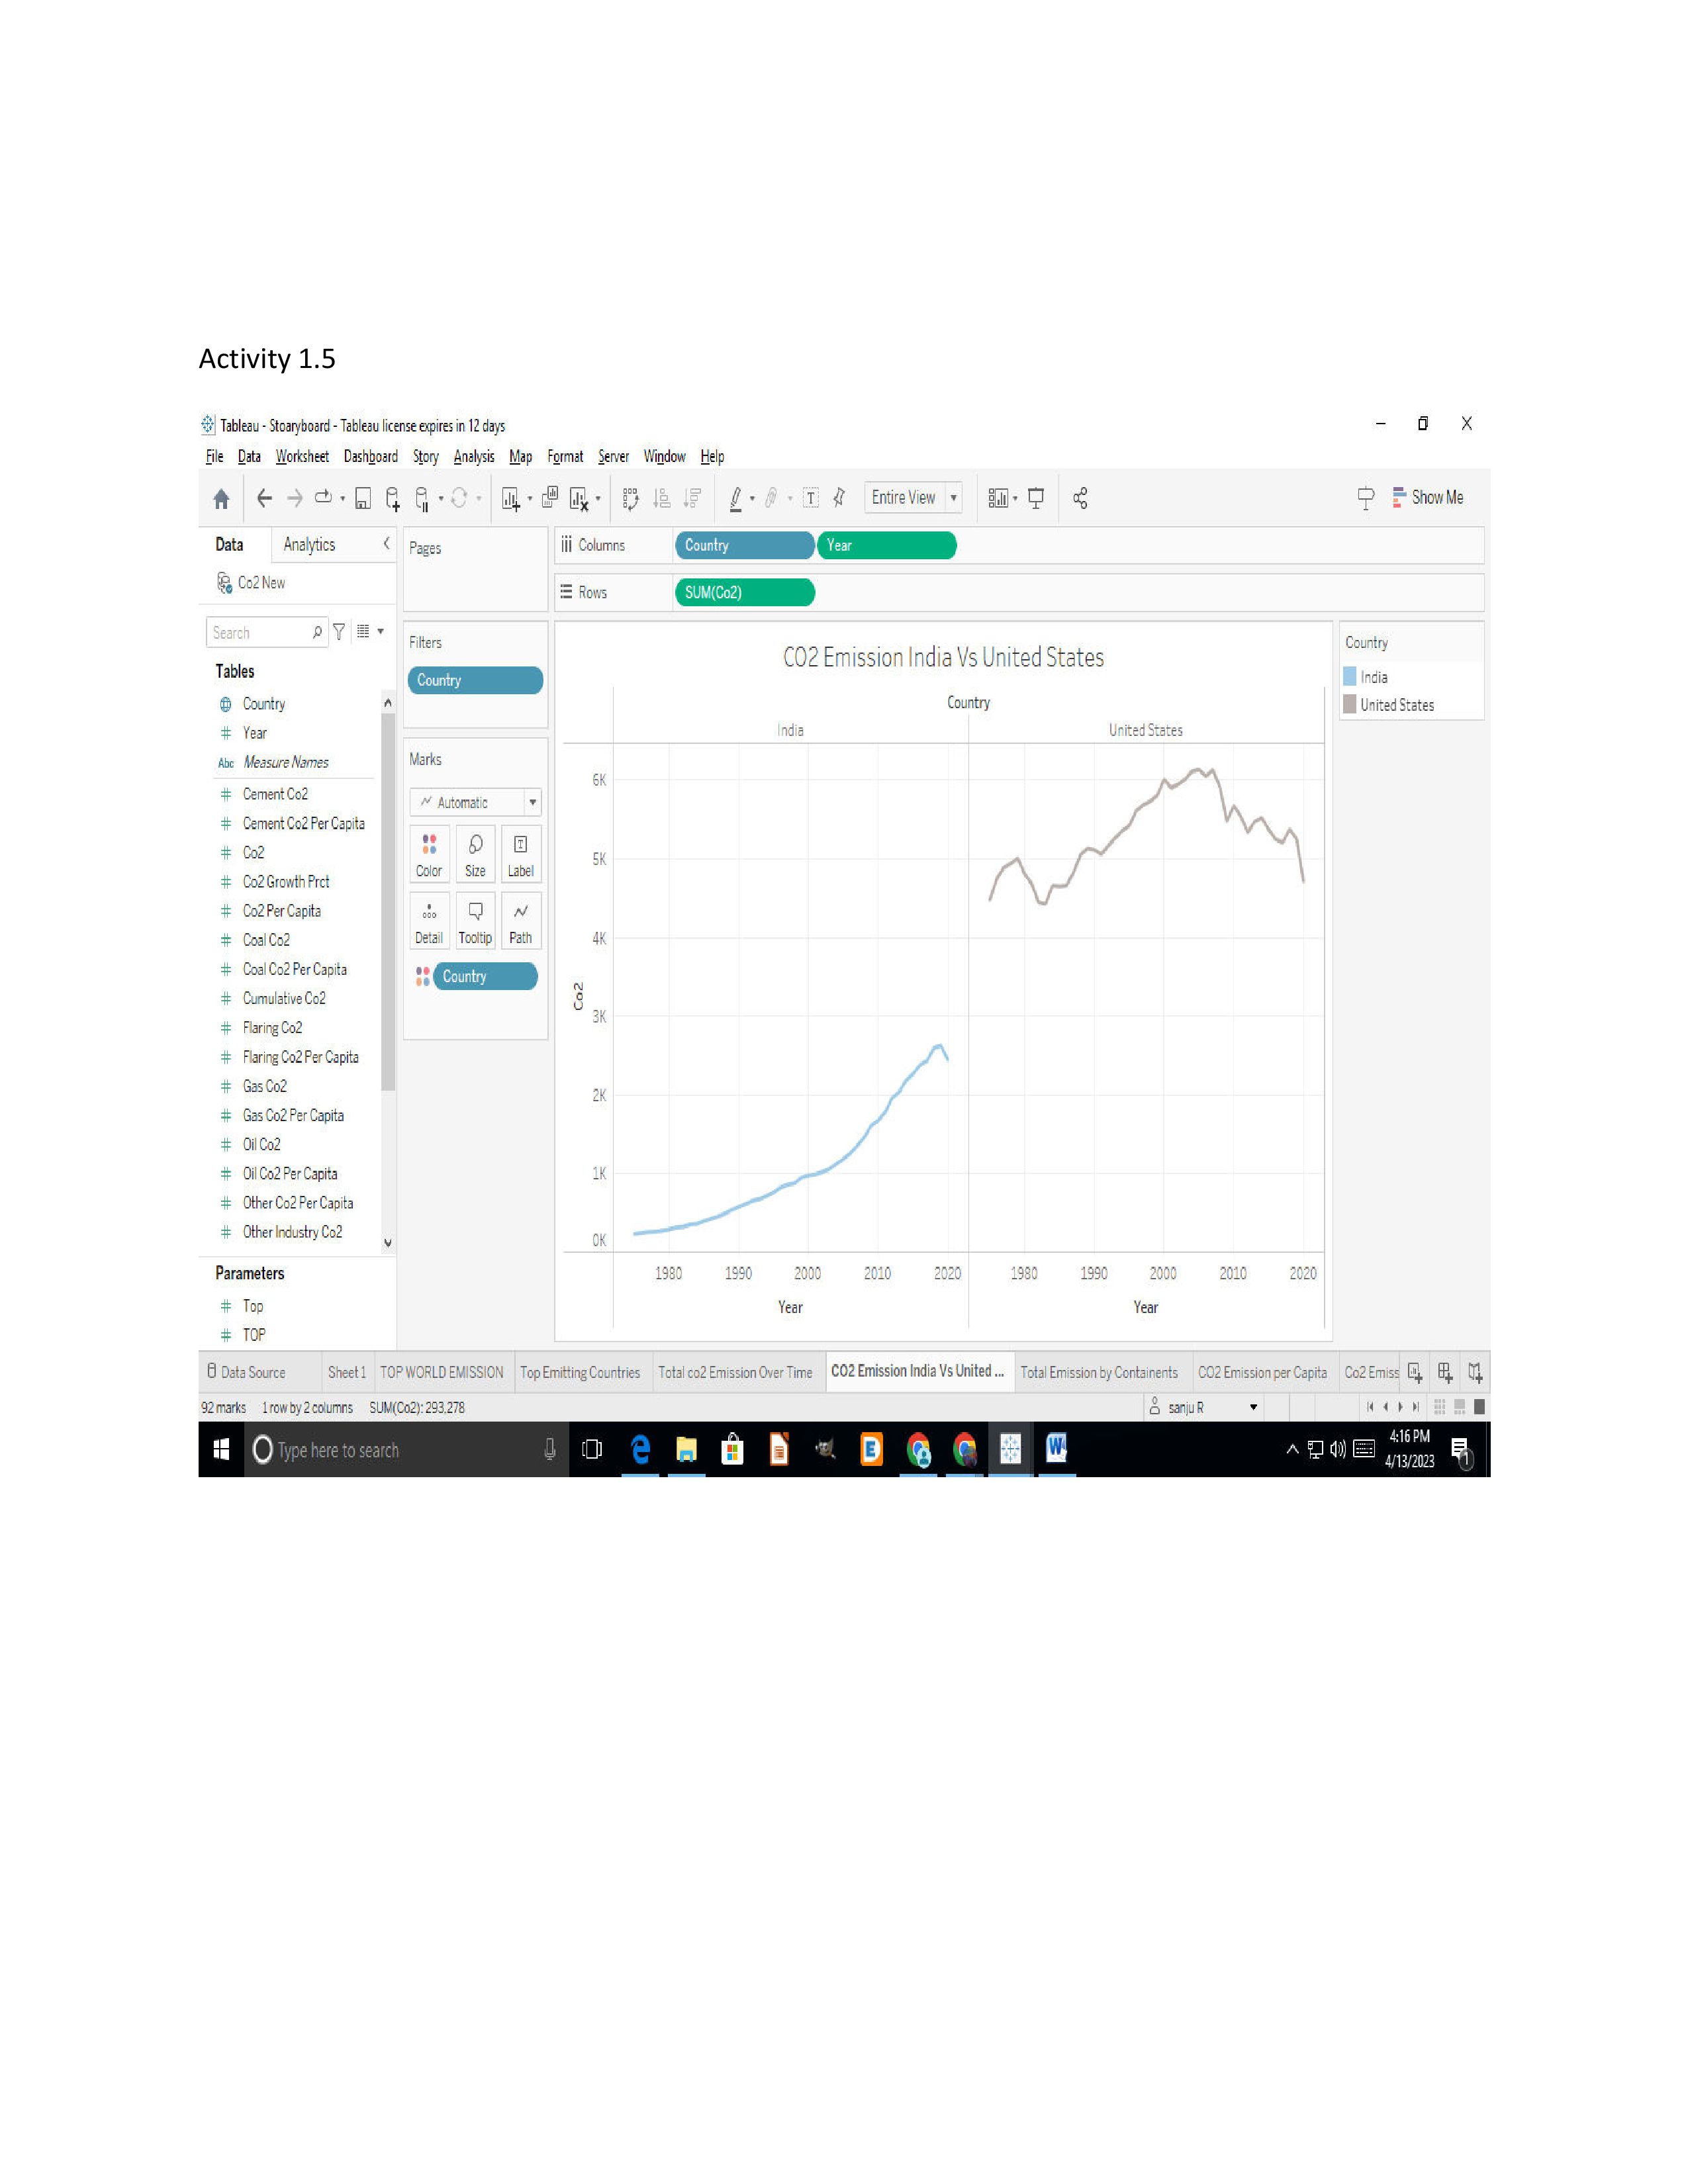 Activity 1.5
Tableau - Stoaryboard - Tableau license expires in 12 days
File Data Worksheet Dashboard Story Analysis Map Format Server Window Help
Entire View
Show Me
Data Analytics
Pages
Columns Country Year
Co2 New
Rows SUM(Co2)
Search
Filters
Country
Tables
Country
Year
Abc Measure Names
Cement Co2
Cement Co2 Per Capita
Co2
Co2 Growth Prct
Co2 Per Capita
Coal Co2
Coal Co2 Per Capita
Cumulative Co2
Flaring Co2
Flaring Co2 Per Capita
Gas Co2
Gas Co2 Per Capita
Oil Co2
Oil Co2 Per Capita
Other Co2 Per Capita
Other Industry Co2
Parameters
Top
TOP
Marks
Automatic
Color Size Label
Detail Tooltip Path
Country
CO2 Emission India Vs United States
Country
India United States
6K
5K
4K
3K
2K
1K
0K
Co2
1980 1990 2000 2010 2020 1980 1990 2000 2010 2020
Year Year
Country
India
United States
Data Source Sheet 1 TOP WORLD EMISSION Top Emitting Countries Total co2 Emission Over Time CO2 Emission India Vs United ... Total Emission by Containents CO2 Emission per Capita Co2 Emiss
92 marks 1 row by 2 columns SUM(Co2): 293,278 sanju R
Type here to search
4:16 PM
4/13/2023
1